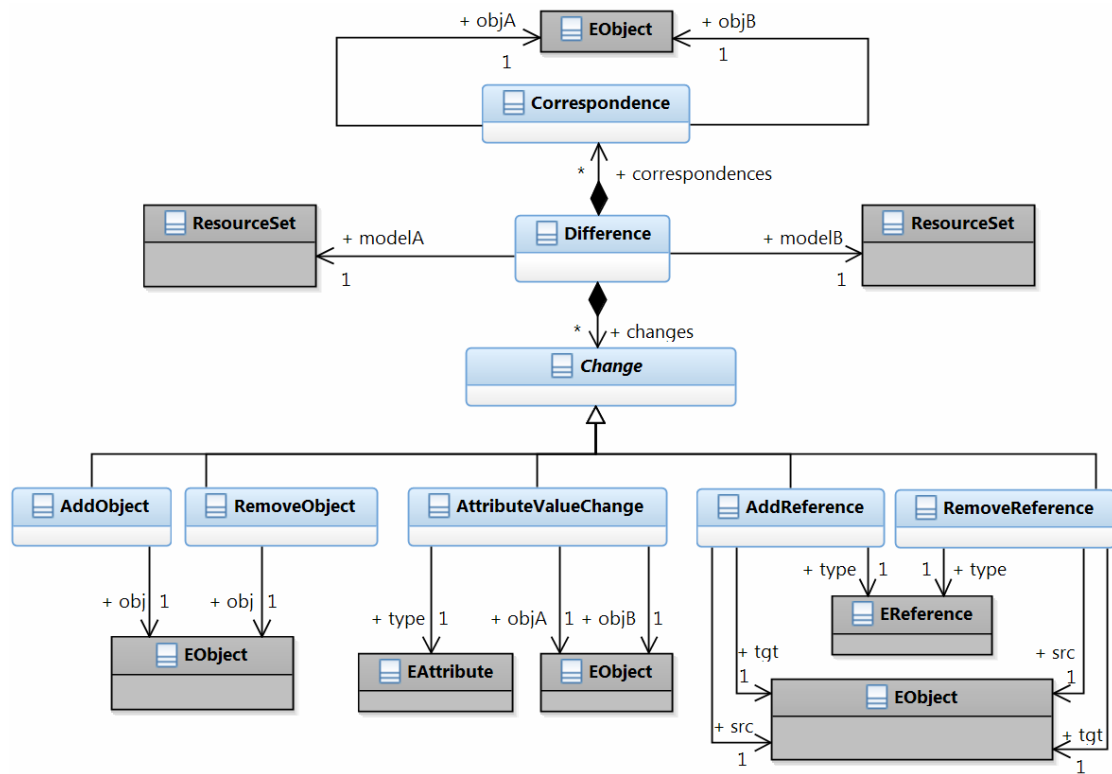 + objA
EObject
+ objB
1
1
Correspondence
*
+ correspondences
ResourceSet
+ modelA
1
Difference
+ modelB
1
ResourceSet
*
+ changes
Change
AddObject
RemoveObject
AttributeValueChange
AddReference
RemoveReference
+ obj
1
+ obj
1
EObject
+ type
1
+ objA
1
+ objB
1
EAttribute
EObject
+ type
1
1
+ type
EReference
+ tgt
1
+ src
1
EObject
+ src
1
+ tgt
1